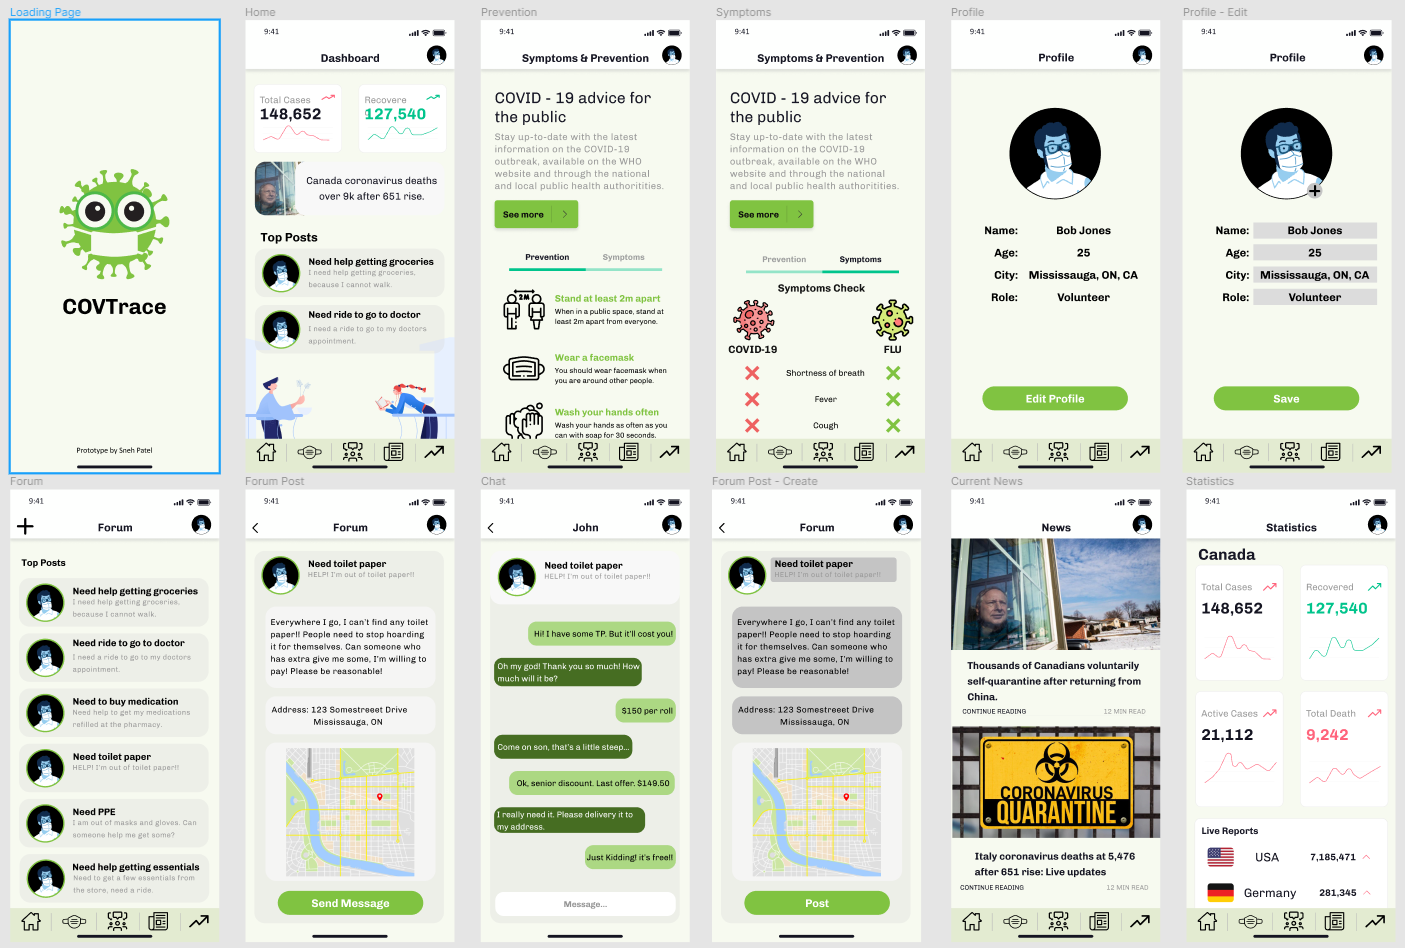 Loading Page
COVTrace
Prototype by Sneh Patel
Home
9:41
Dashboard
Total Cases
148,652
Recovere
127,540
Canada coronavirus deaths
over 9k after 651 rise.
Top Posts
Need help getting groceries
I need help getting groceries,
because I cannot walk.
Need ride to go to doctor
I need a ride to go to my doctors
appointment.
Prevention
9:41
Symptoms & Prevention
COVID - 19 advice for
the public
Stay up-to-date with the latest
information on the COVID-19
outbreak, available on the WHO
website and through the national
and local public health authoritities.
See more
Prevention
Symptoms
2M
Stand at least 2m apart
When in a public space, stand at
least 2m apart from everyone.
Wear a facemask
You should wear facemask when
you are around other people.
Wash your hands often
Wash your hands as often as you
can with soap for 30 seconds.
Symptoms
9:41
Symptoms & Prevention
COVID - 19 advice for
the public
Stay up-to-date with the latest
information on the COVID-19
outbreak, available on the WHO
website and through the national
and local public health authoritities.
See more
Prevention
Symptoms
Symptoms Check
COVID-19
FLU
Shortness of breath
Fever
Cough
Profile
9:41
Profile
Name: Bob Jones
Age: 25
City: Mississauga, ON, CA
Role: Volunteer
Edit Profile
Profile - Edit
9:41
Profile
Name: Bob Jones
Age: 25
City: Mississauga, ON, CA
Role: Volunteer
Save
Forum
9:41
Forum
Top Posts
Need help getting groceries
I need help getting groceries,
because I cannot walk.
Need ride to go to doctor
I need a ride to go to my doctors
appointment.
Need to buy medication
Need help to get my medications
refilled at the pharmacy.
Need toilet paper
HELP! I'm out of toilet paper!!
Need PPE
I am out of masks and gloves. Can
someone help me get some?
Need help getting essentials
Need to get a few essentials from
the store, need a ride.
Forum Post
9:41
Forum
Need toilet paper
HELP! I'm out of toilet paper!!
Everywhere I go, I can't find any toilet
paper!! People need to stop hoarding
it for themselves. Can someone who
has extra give me some, I'm willing to
pay! Please be reasonable!
Address: 123 Somestreeet Drive
Mississauga, ON
Send Message
Chat
9:41
John
Need toilet paper
HELP! I'm out of toilet paper!!
Hi! I have some TP. But it'll cost you!
Oh my god! Thank you so much! How
much will it be?
$150 per roll
Come on son, that's a little steep...
Ok, senior discount. Last offer. $149.50
I really need it. Please delivery it to
my address.
Just Kidding! it's free!!
Message...
Forum Post - Create
9:41
Forum
Need toilet paper
HELP! I'm out of toilet paper!!
Everywhere I go, I can't find any toilet
paper!! People need to stop hoarding
it for themselves. Can someone who
has extra give me some, I'm willing to
pay! Please be reasonable!
Address: 123 Somestreeet Drive
Mississauga, ON
Post
Current News
9:41
News
Thousands of Canadians voluntarily
self-quarantine after returning from
China.
CONTINUE READING
12 MIN READ
CORONAVIRUS
QUARANTINE
Italy coronavirus deaths at 5,476
after 651 rise: Live updates
CONTINUE READING
12 MIN READ
Statistics
9:41
Statistics
Canada
Total Cases
148,652
Recovered
127,540
Active Cases
21,112
Total Death
9,242
Live Reports
USA 7,185,471
Germany 281,345